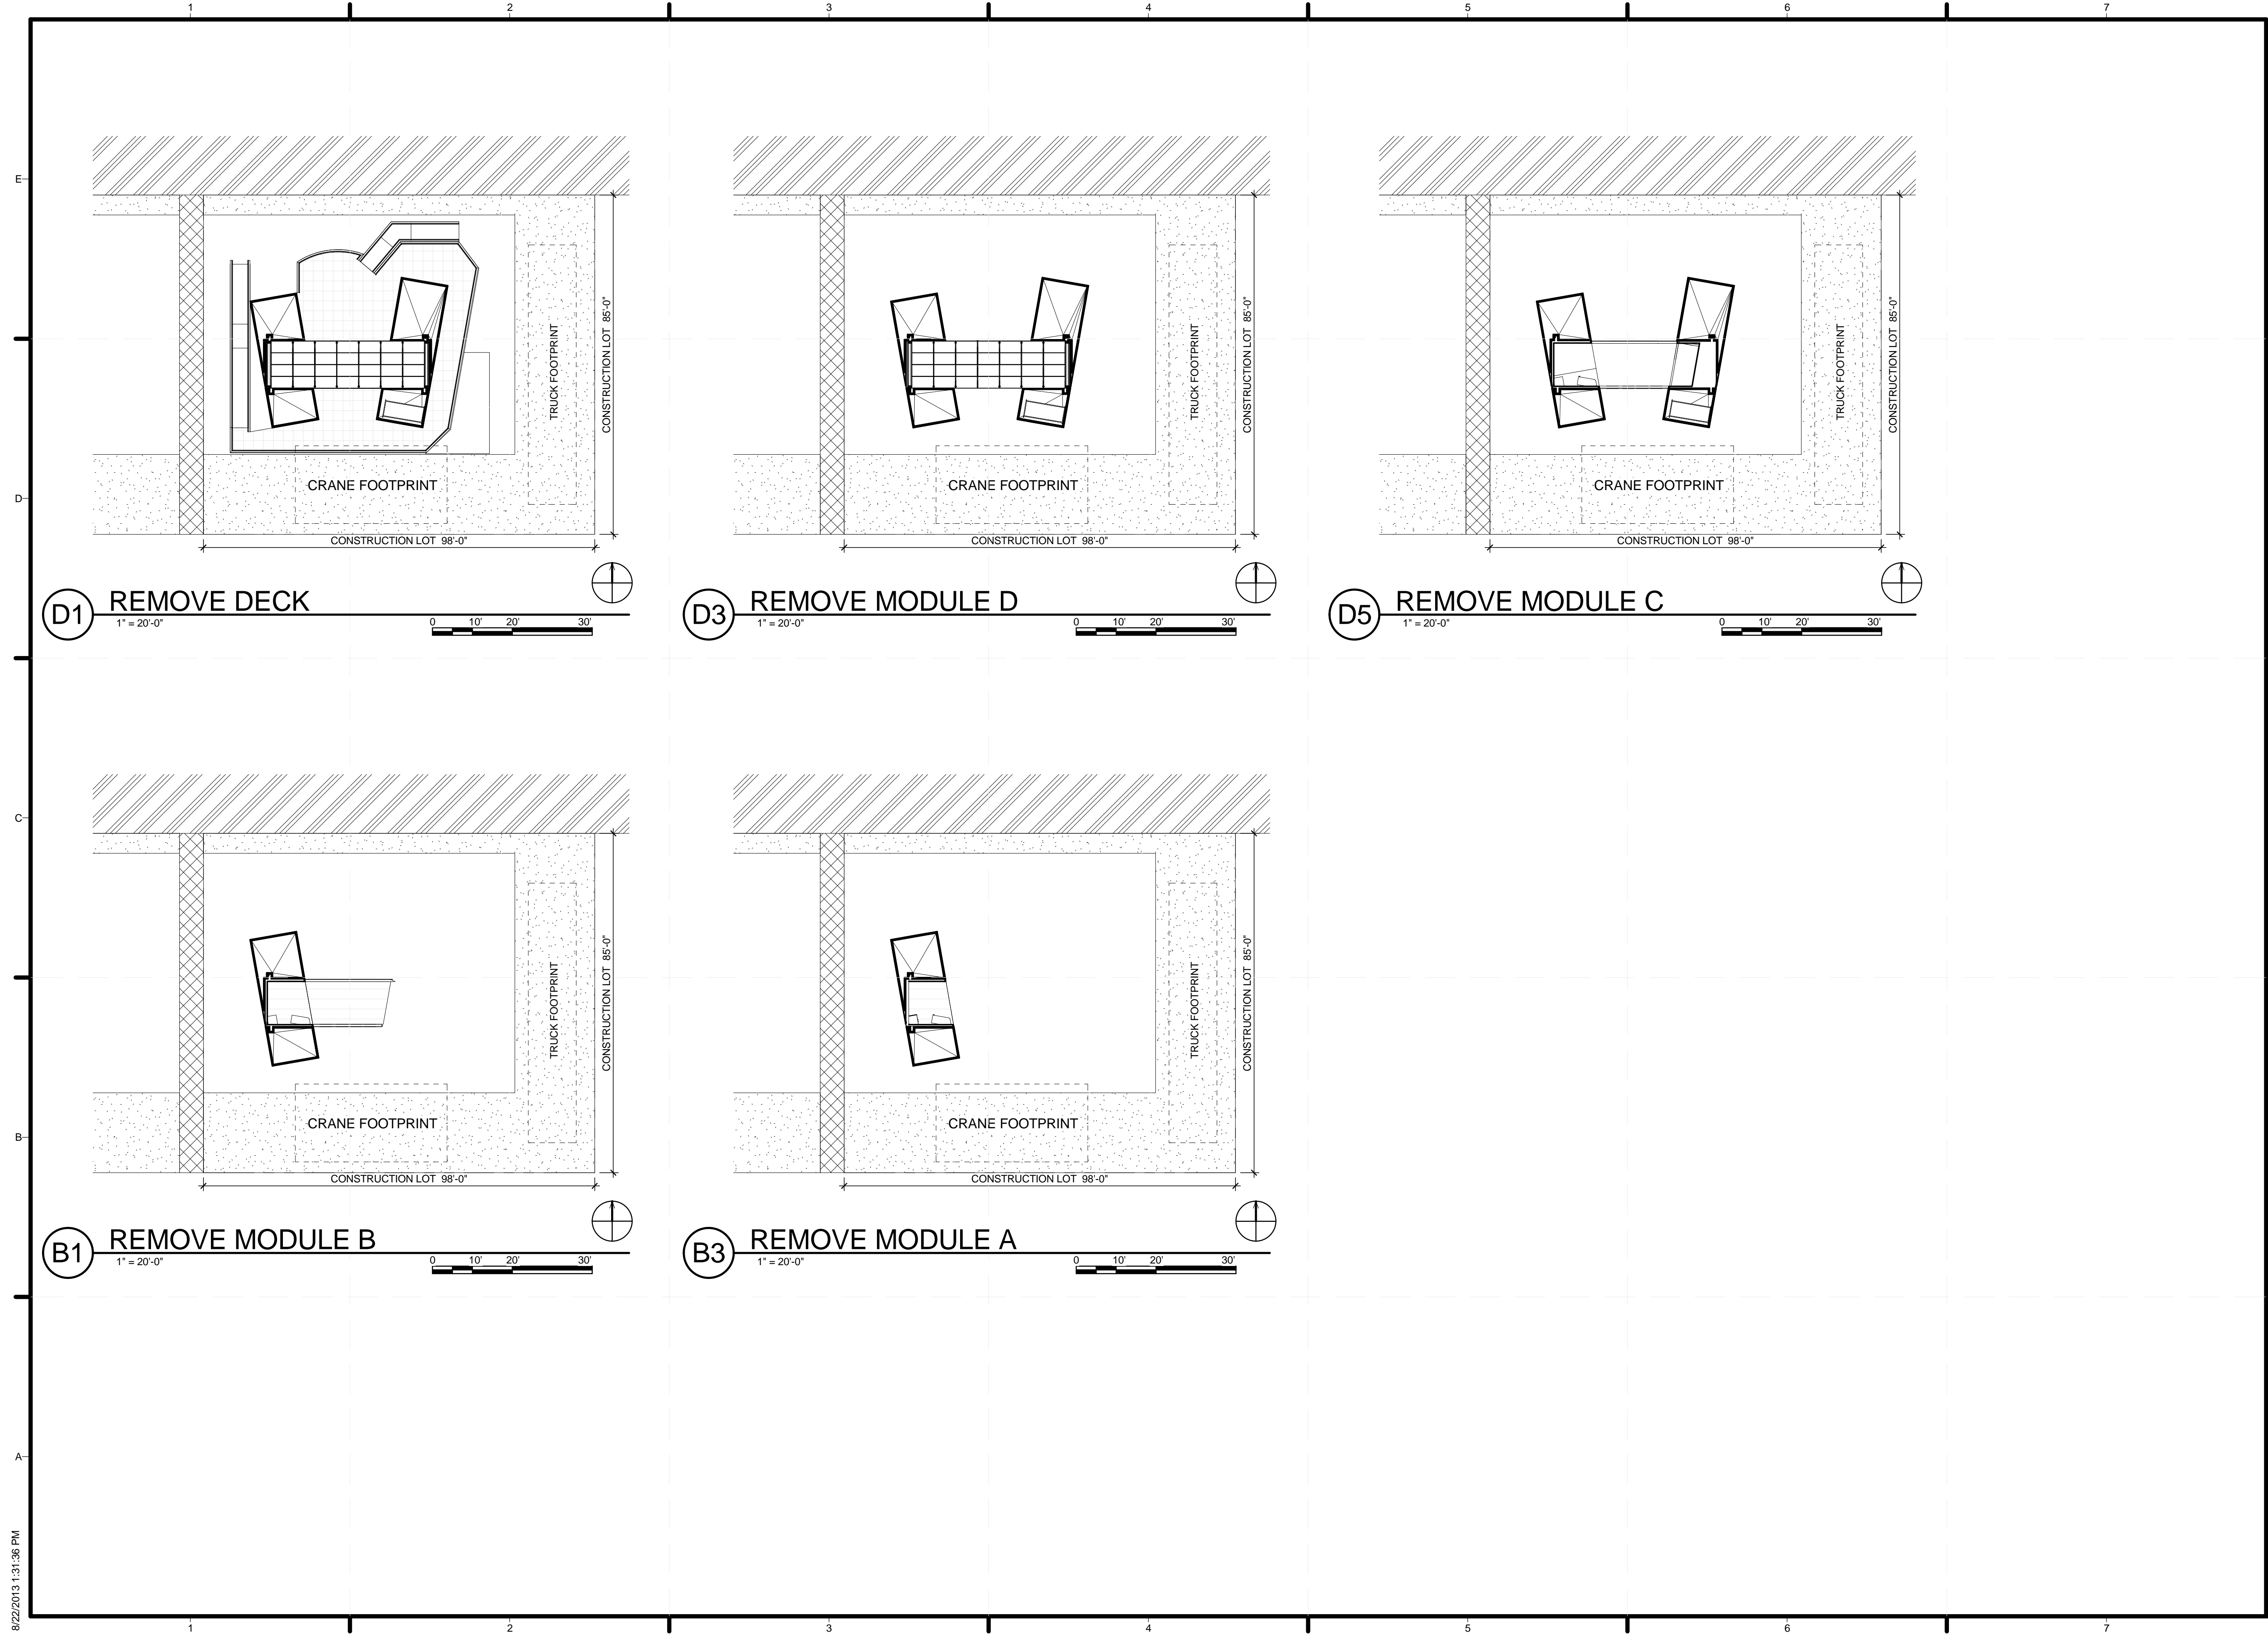 1 2 3 4 5 6 7
E
TRUCK FOOTPRINT
CONSTRUCTION LOT 85'-0"
CRANE FOOTPRINT
CONSTRUCTION LOT 98'-0"
D1 REMOVE DECK
1" = 20'-0"
0 10' 20' 30'
TRUCK FOOTPRINT
CONSTRUCTION LOT 85'-0"
CRANE FOOTPRINT
CONSTRUCTION LOT 98'-0"
D3 REMOVE MODULE D
1" = 20'-0"
0 10' 20' 30'
TRUCK FOOTPRINT
CONSTRUCTION LOT 85'-0"
CRANE FOOTPRINT
CONSTRUCTION LOT 98'-0"
D5 REMOVE MODULE C
1" = 20'-0"
0 10' 20' 30'
D
C
TRUCK FOOTPRINT
CONSTRUCTION LOT 85'-0"
CRANE FOOTPRINT
CONSTRUCTION LOT 98'-0"
B1 REMOVE MODULE B
1" = 20'-0"
0 10' 20' 30'
TRUCK FOOTPRINT
CONSTRUCTION LOT 85'-0"
CRANE FOOTPRINT
CONSTRUCTION LOT 98'-0"
B3 REMOVE MODULE A
1" = 20'-0"
0 10' 20' 30'
B
A
8/22/2013 1:31:36 PM
1 2 3 4 5 6 7